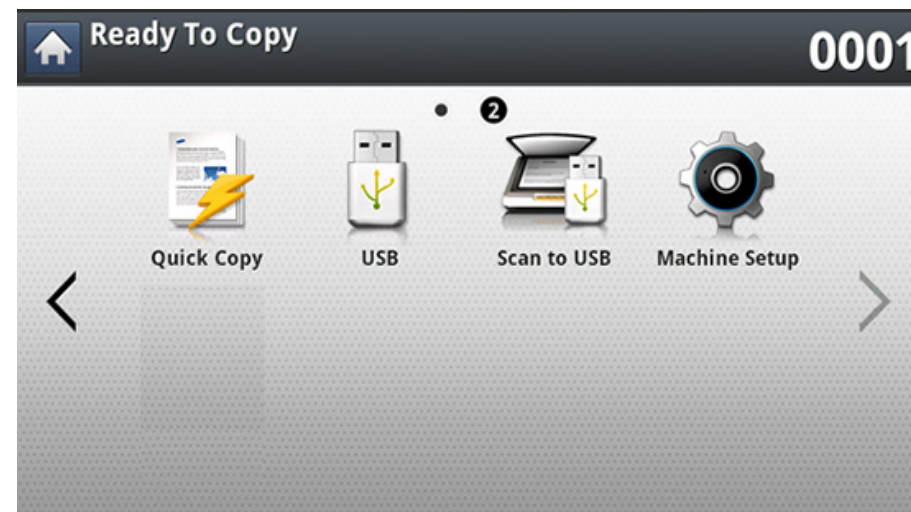 Ready To Copy
0001
2
Quick Copy
USB
Scan to USB
Machine Setup